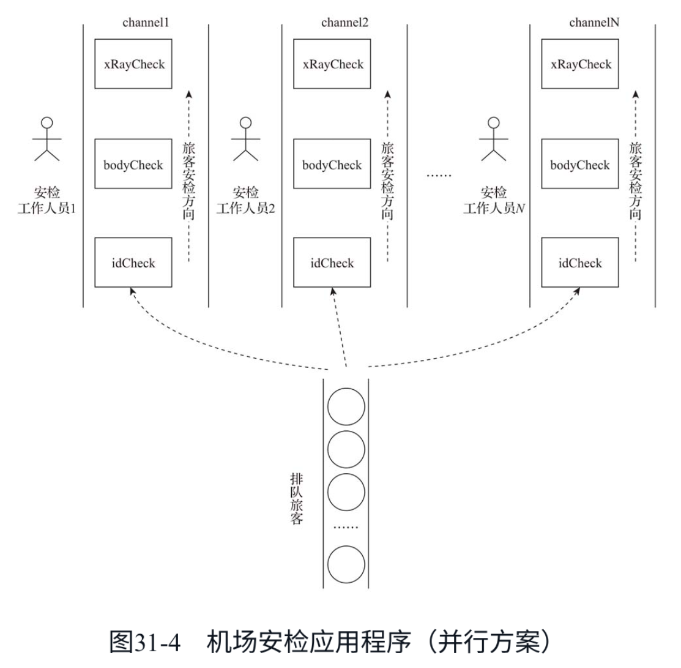 channel1
channel2
channelN
xRayCheck
xRayCheck
xRayCheck
bodyCheck
旅客安检方向
bodyCheck
旅客安检方向
……
bodyCheck
旅客安检方向
安检
工作人员1
安检
工作人员2
安检
工作人员N
idCheck
idCheck
idCheck
排队旅客
……
图31-4 机场安检应用程序（并行方案）